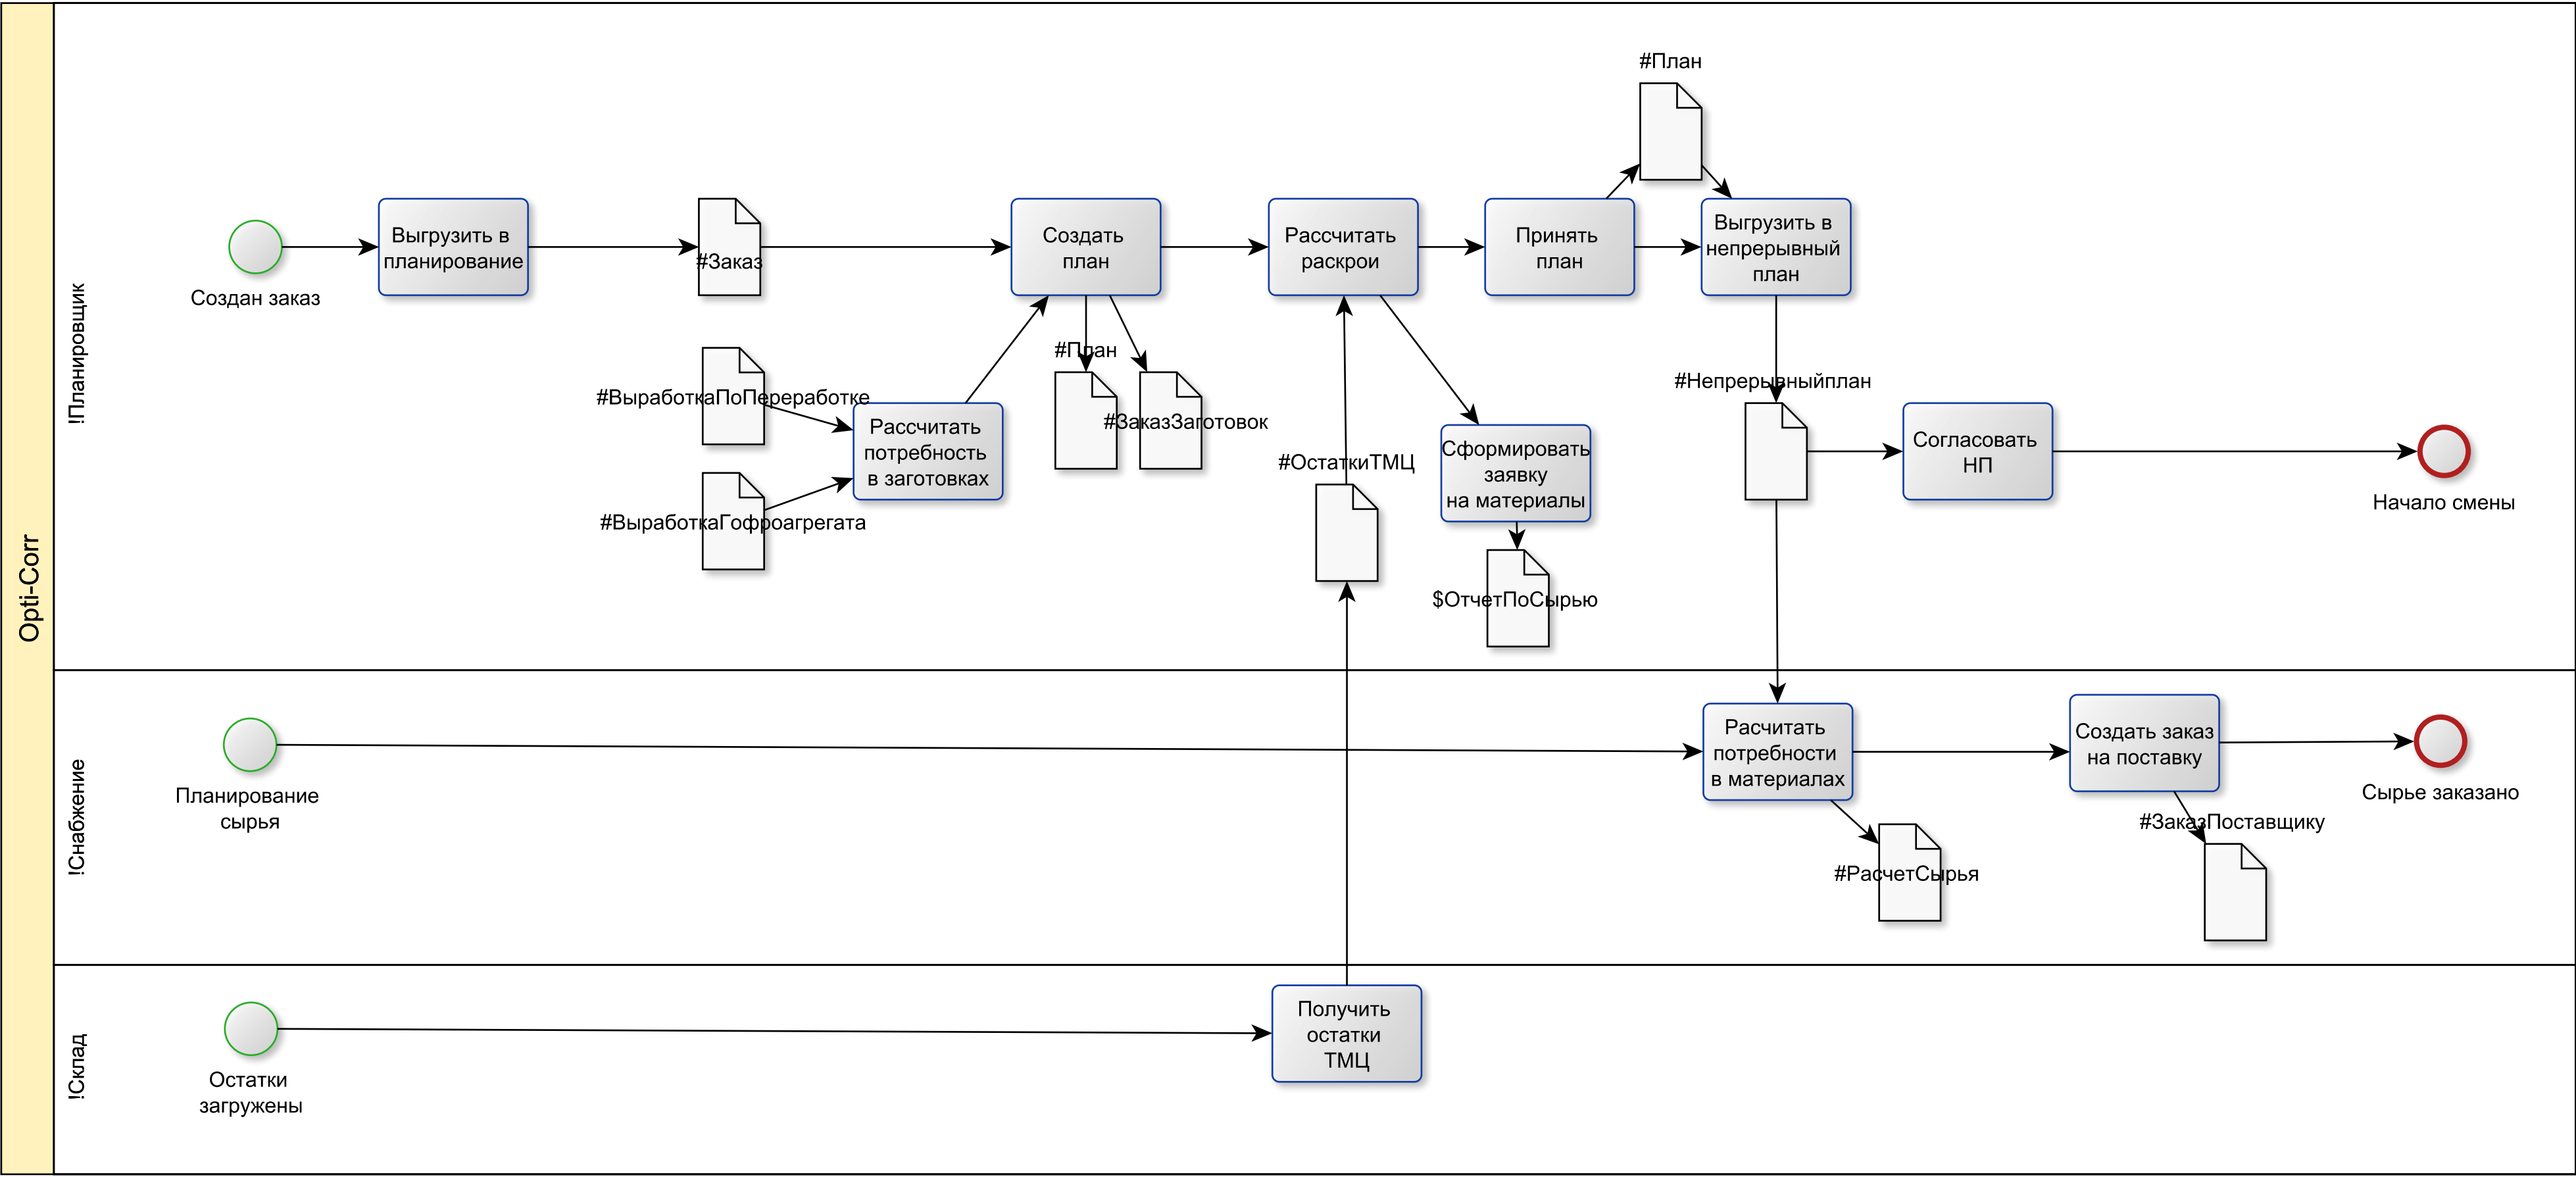 Opti-Corr
!Планировщик
#План
Создан заказ
Выгрузить в
планирование
#Заказ
Создать
план
Рассчитать
раскрои
Принять
план
Выгрузить в
непрерывный
план
#ВыработкаПоПереработке
#ВыработкаГофроагрегата
Рассчитать
потребность
в заготовках
#План
#ЗаказЗаготовок
#ОстаткиТМЦ
Сформировать
заявку
на материалы
$ОтчетПоСырью
#Непрерывныйплан
Согласовать
НП
Начало смены
!Снабжение
Планирование
сырья
Расчитать
потребности
в материалах
#РасчетСырья
Создать заказ
на поставку
#ЗаказПоставщику
Сырье заказано
!Склад
Остатки
загружены
Получить
остатки
ТМЦ